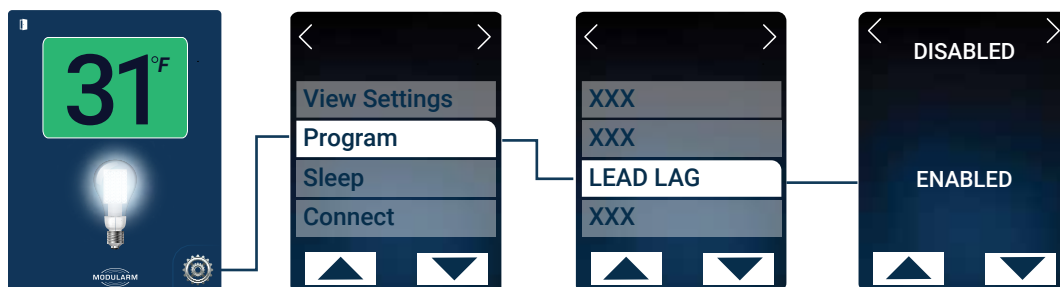 31°F
MODULARM
View Settings
Program
Sleep
Connect
XXX
XXX
LEAD LAG
XXX
DISABLED
ENABLED